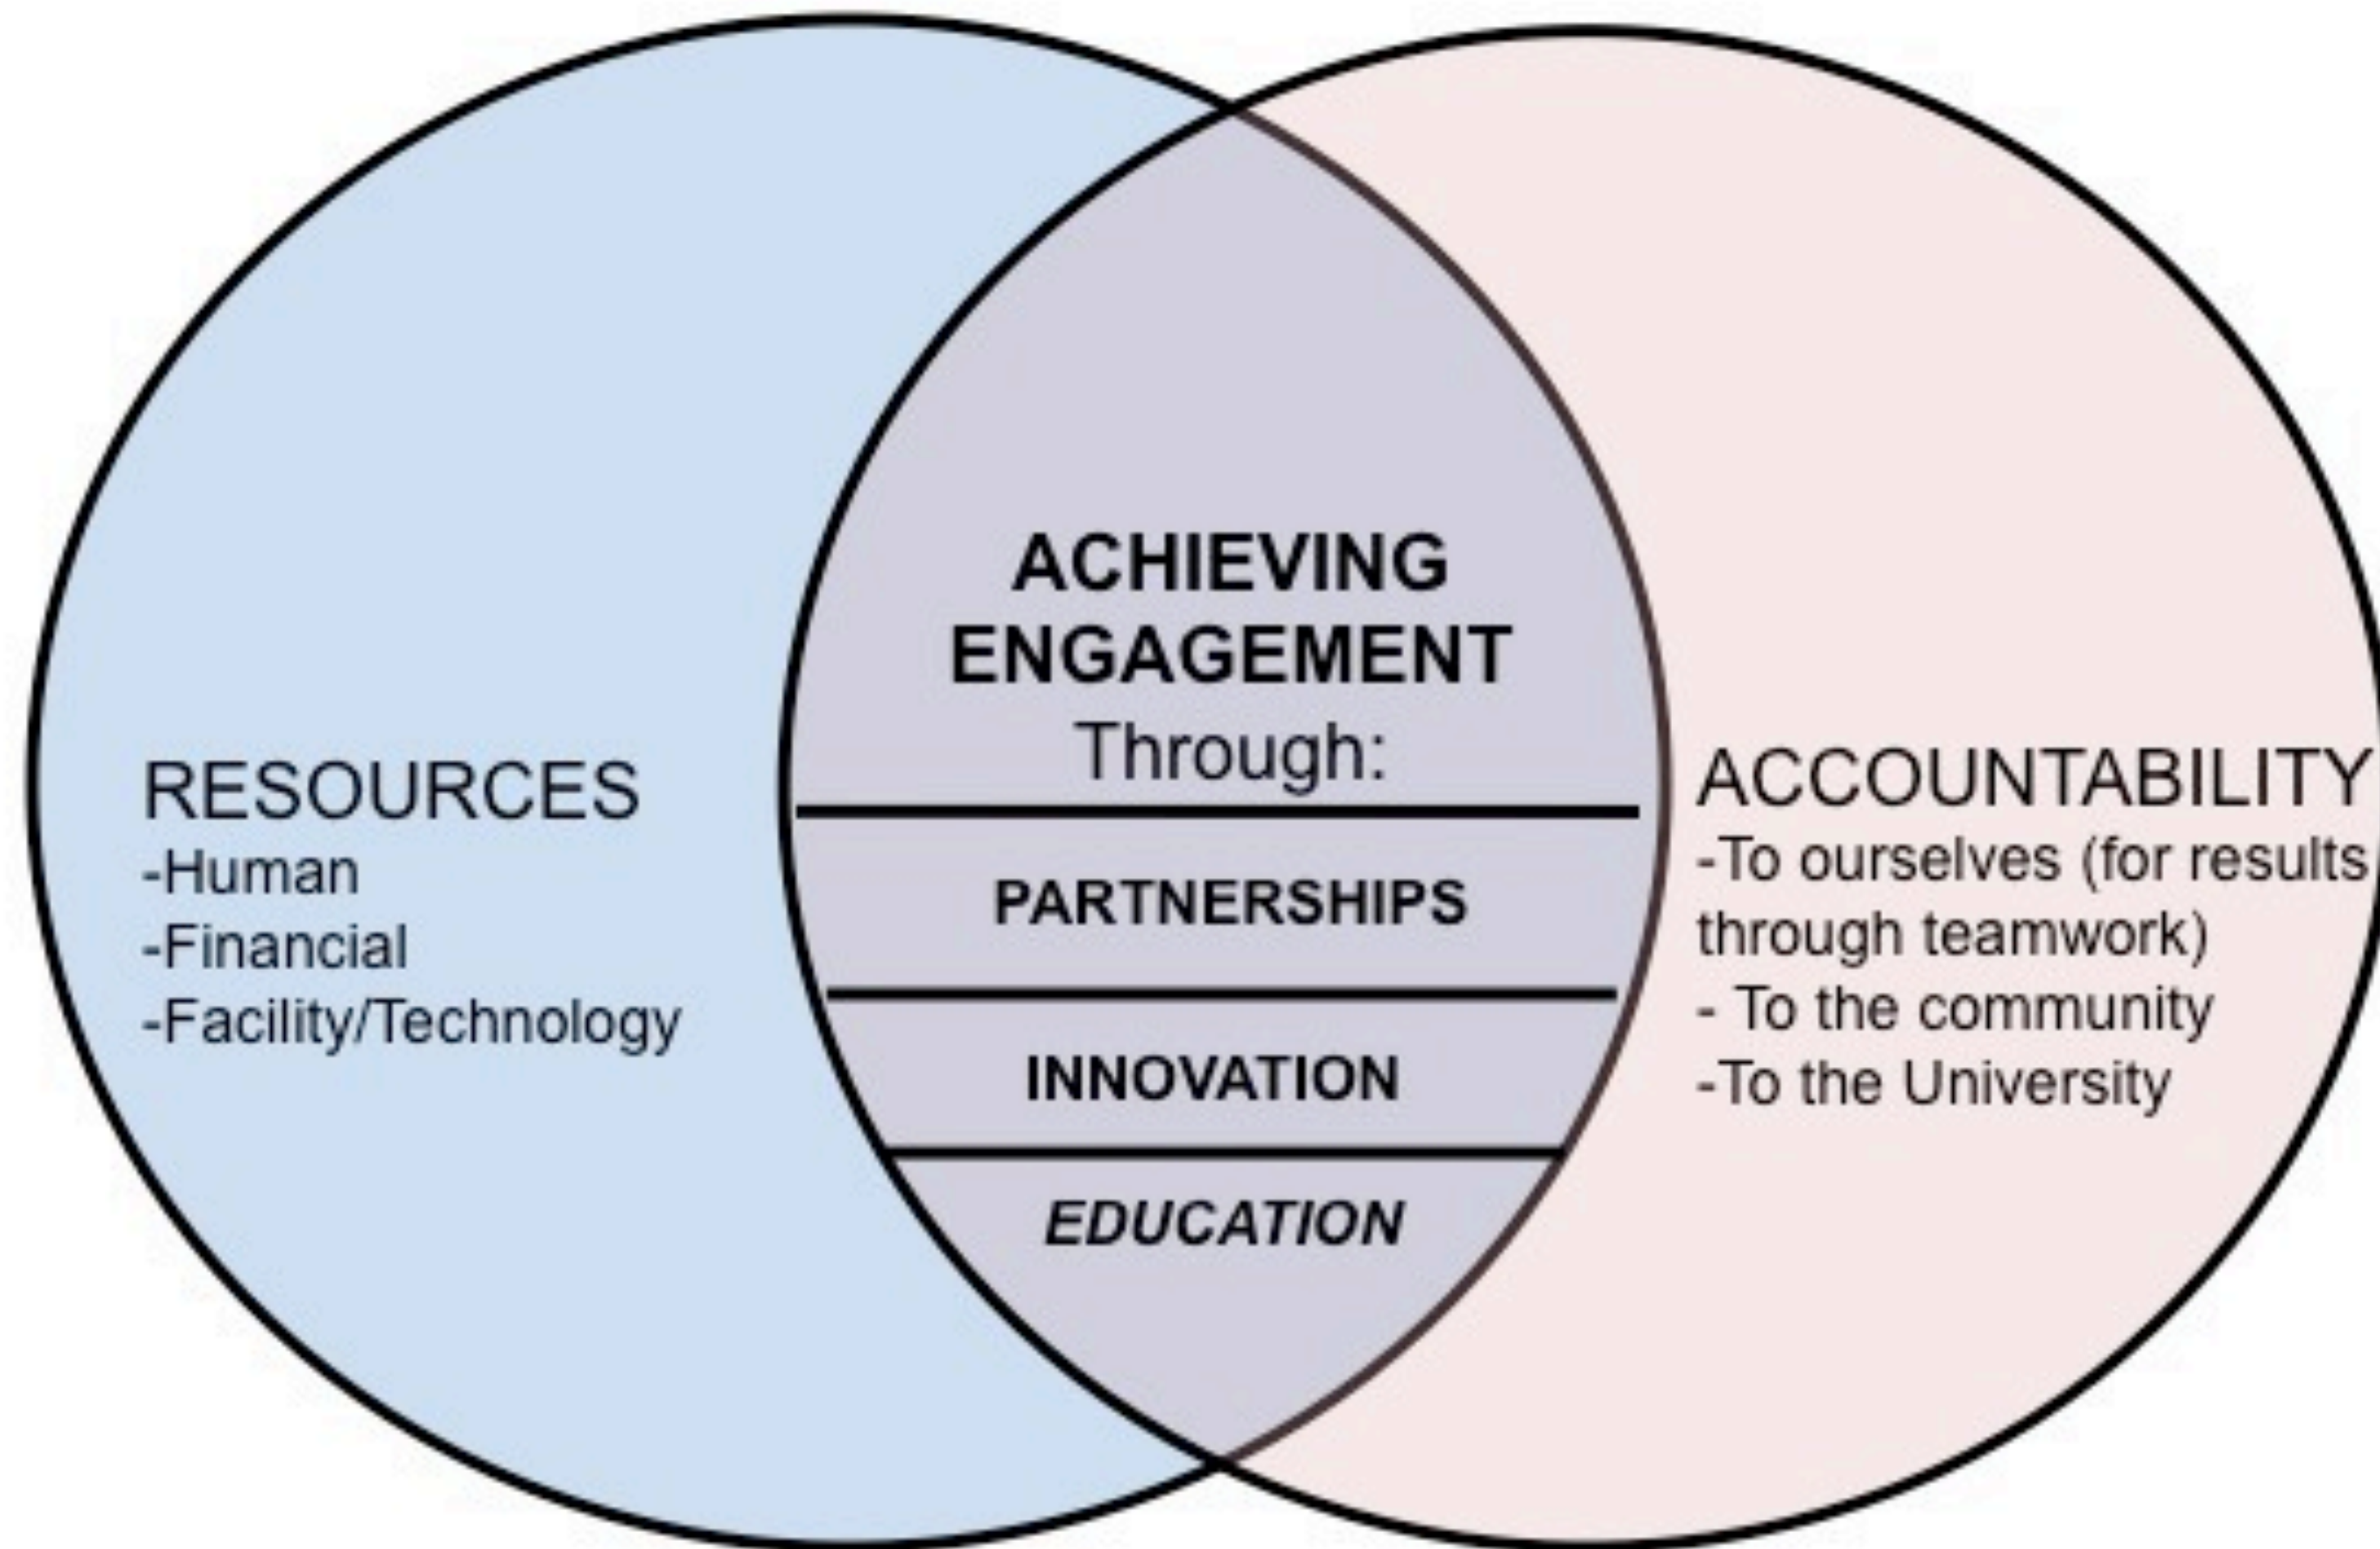 RESOURCES
-Human
-Financial
-Facility/Technology
ACHIEVING
ENGAGEMENT
Through:
PARTNERSHIPS
INNOVATION
EDUCATION
ACCOUNTABILITY
-To ourselves (for results
through teamwork)
- To the community
-To the University